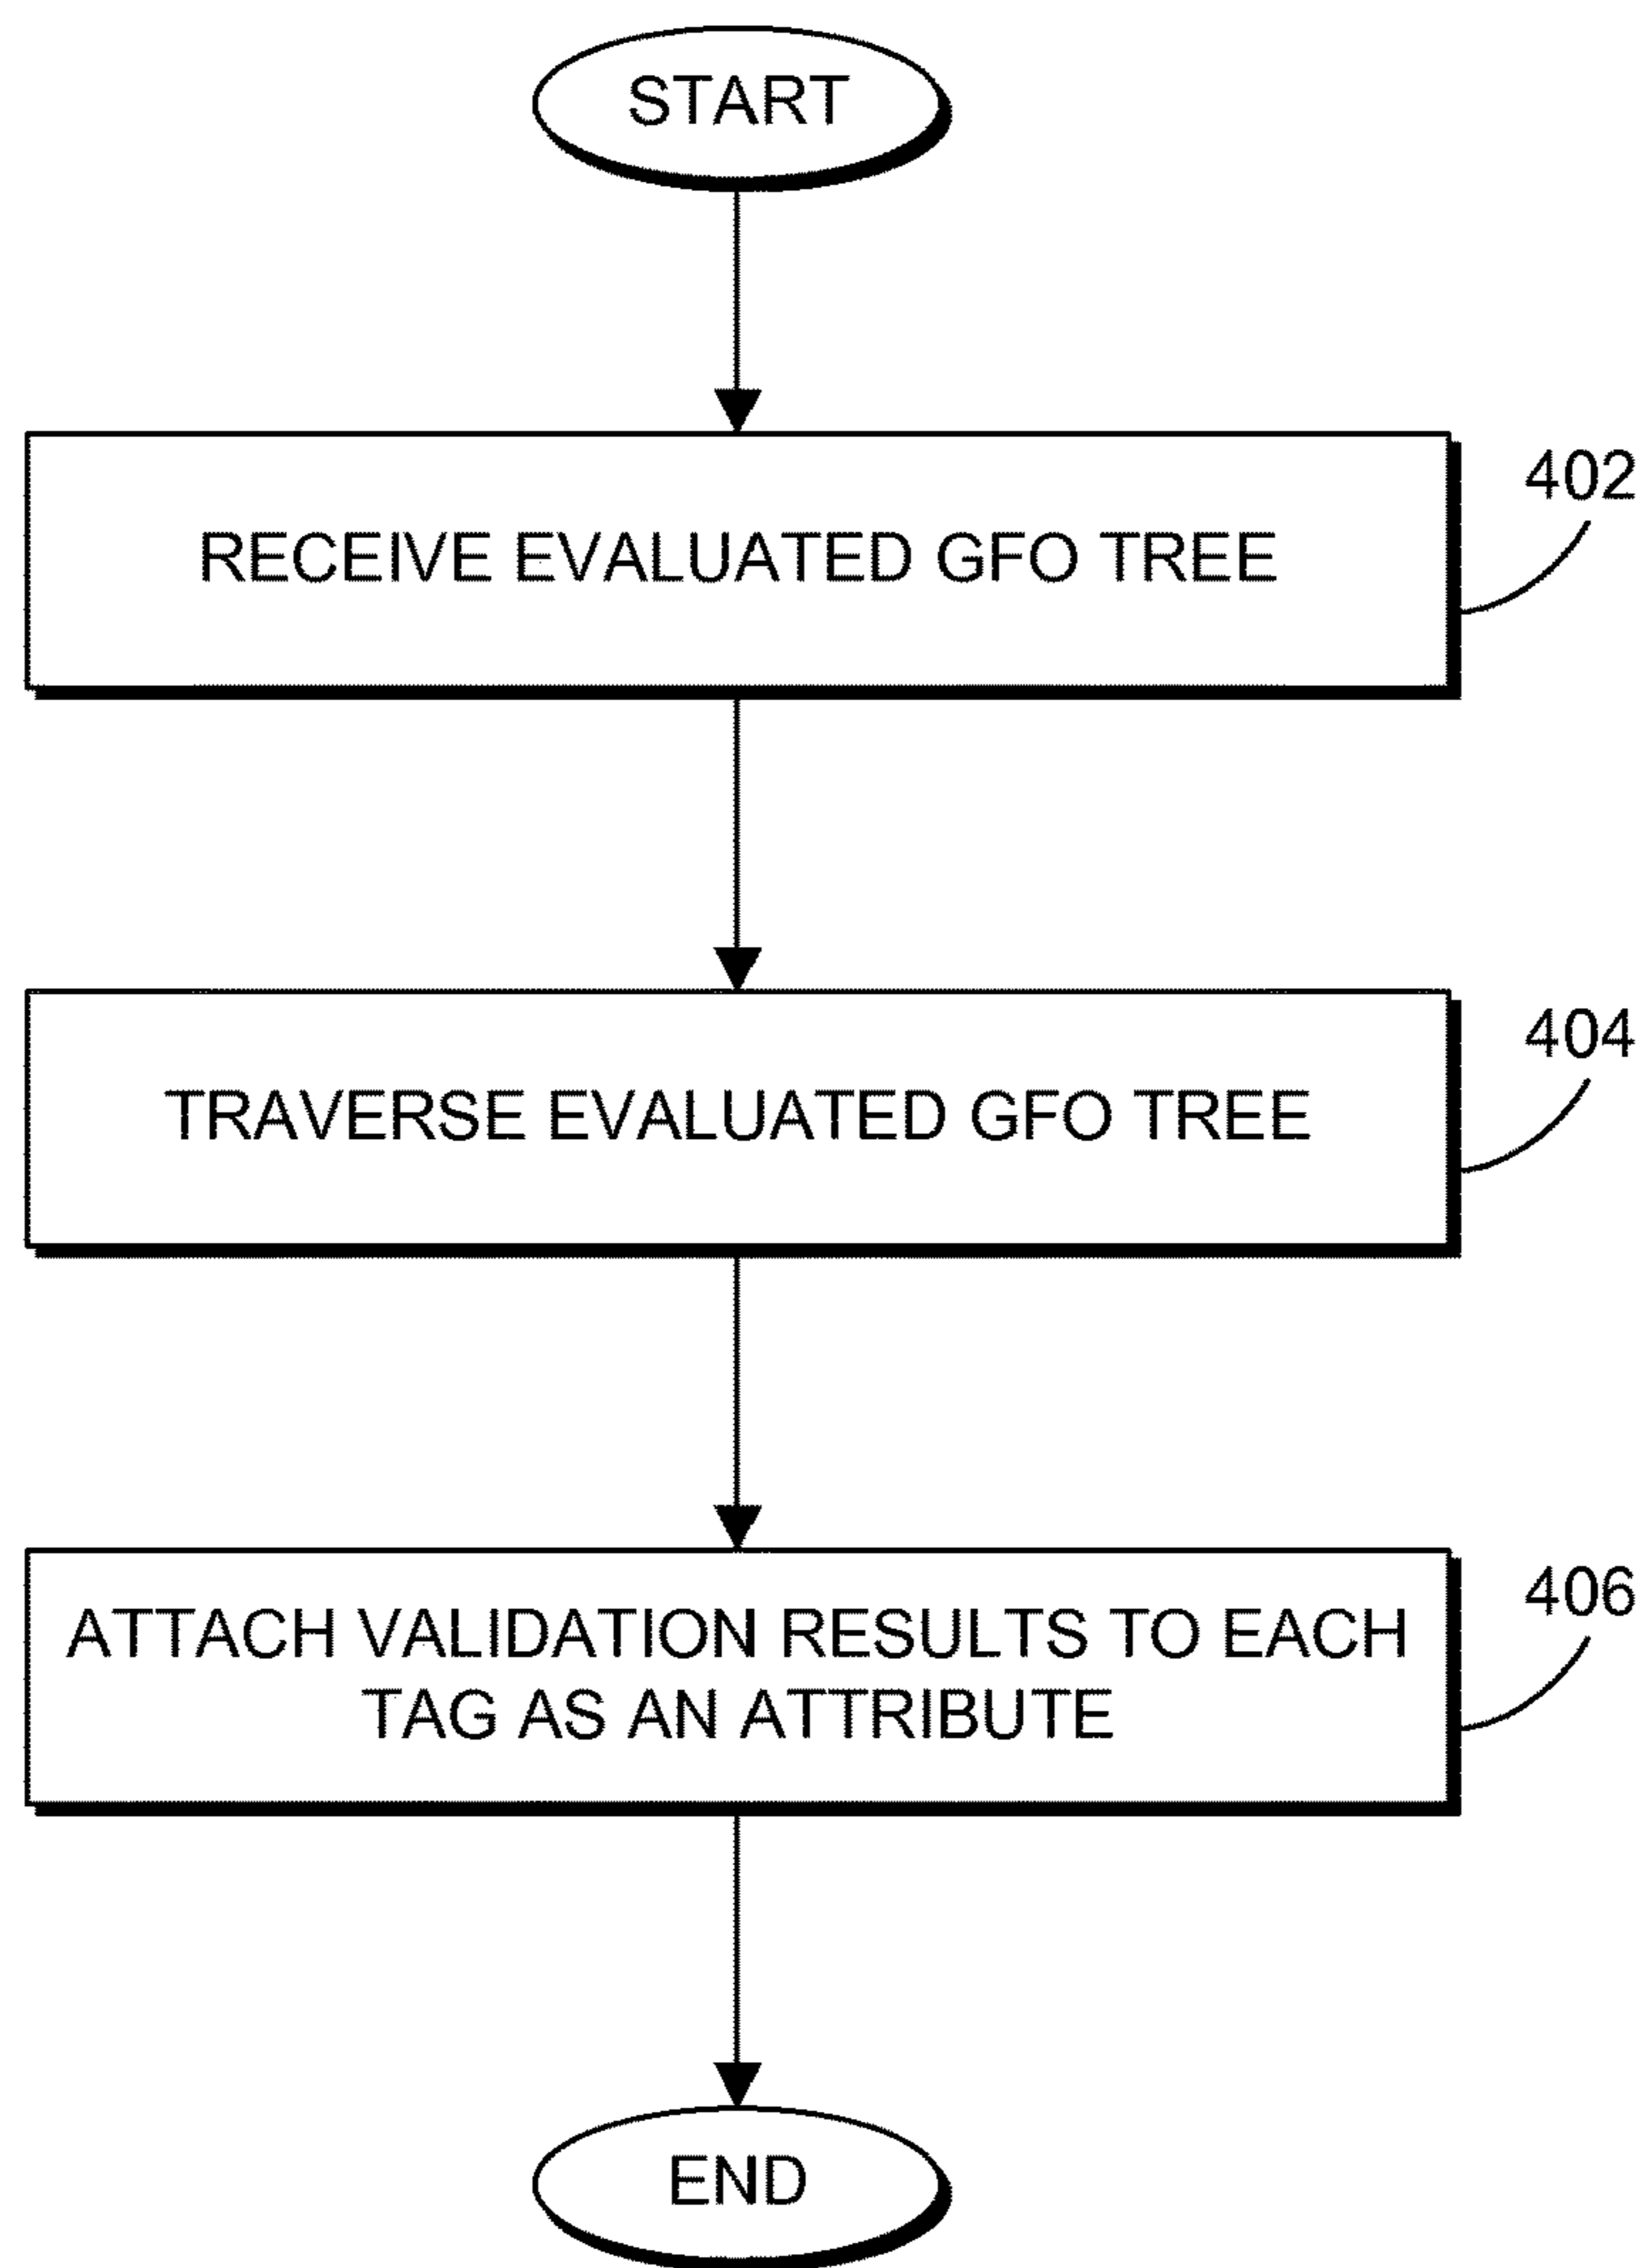 START
402
RECEIVE EVALUATED GFO TREE
404
TRAVERSE EVALUATED GFO TREE
406
ATTACH VALIDATION RESULTS TO EACH
TAG AS AN ATTRIBUTE
END